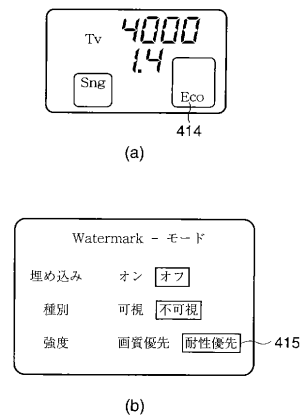 Tv 4000
1.4
Sng
Eco
414
(a)
Watermark - モード
埋め込み オン オフ
種別 可視 不可視
強度 画質優先 耐性優先 415
(b)